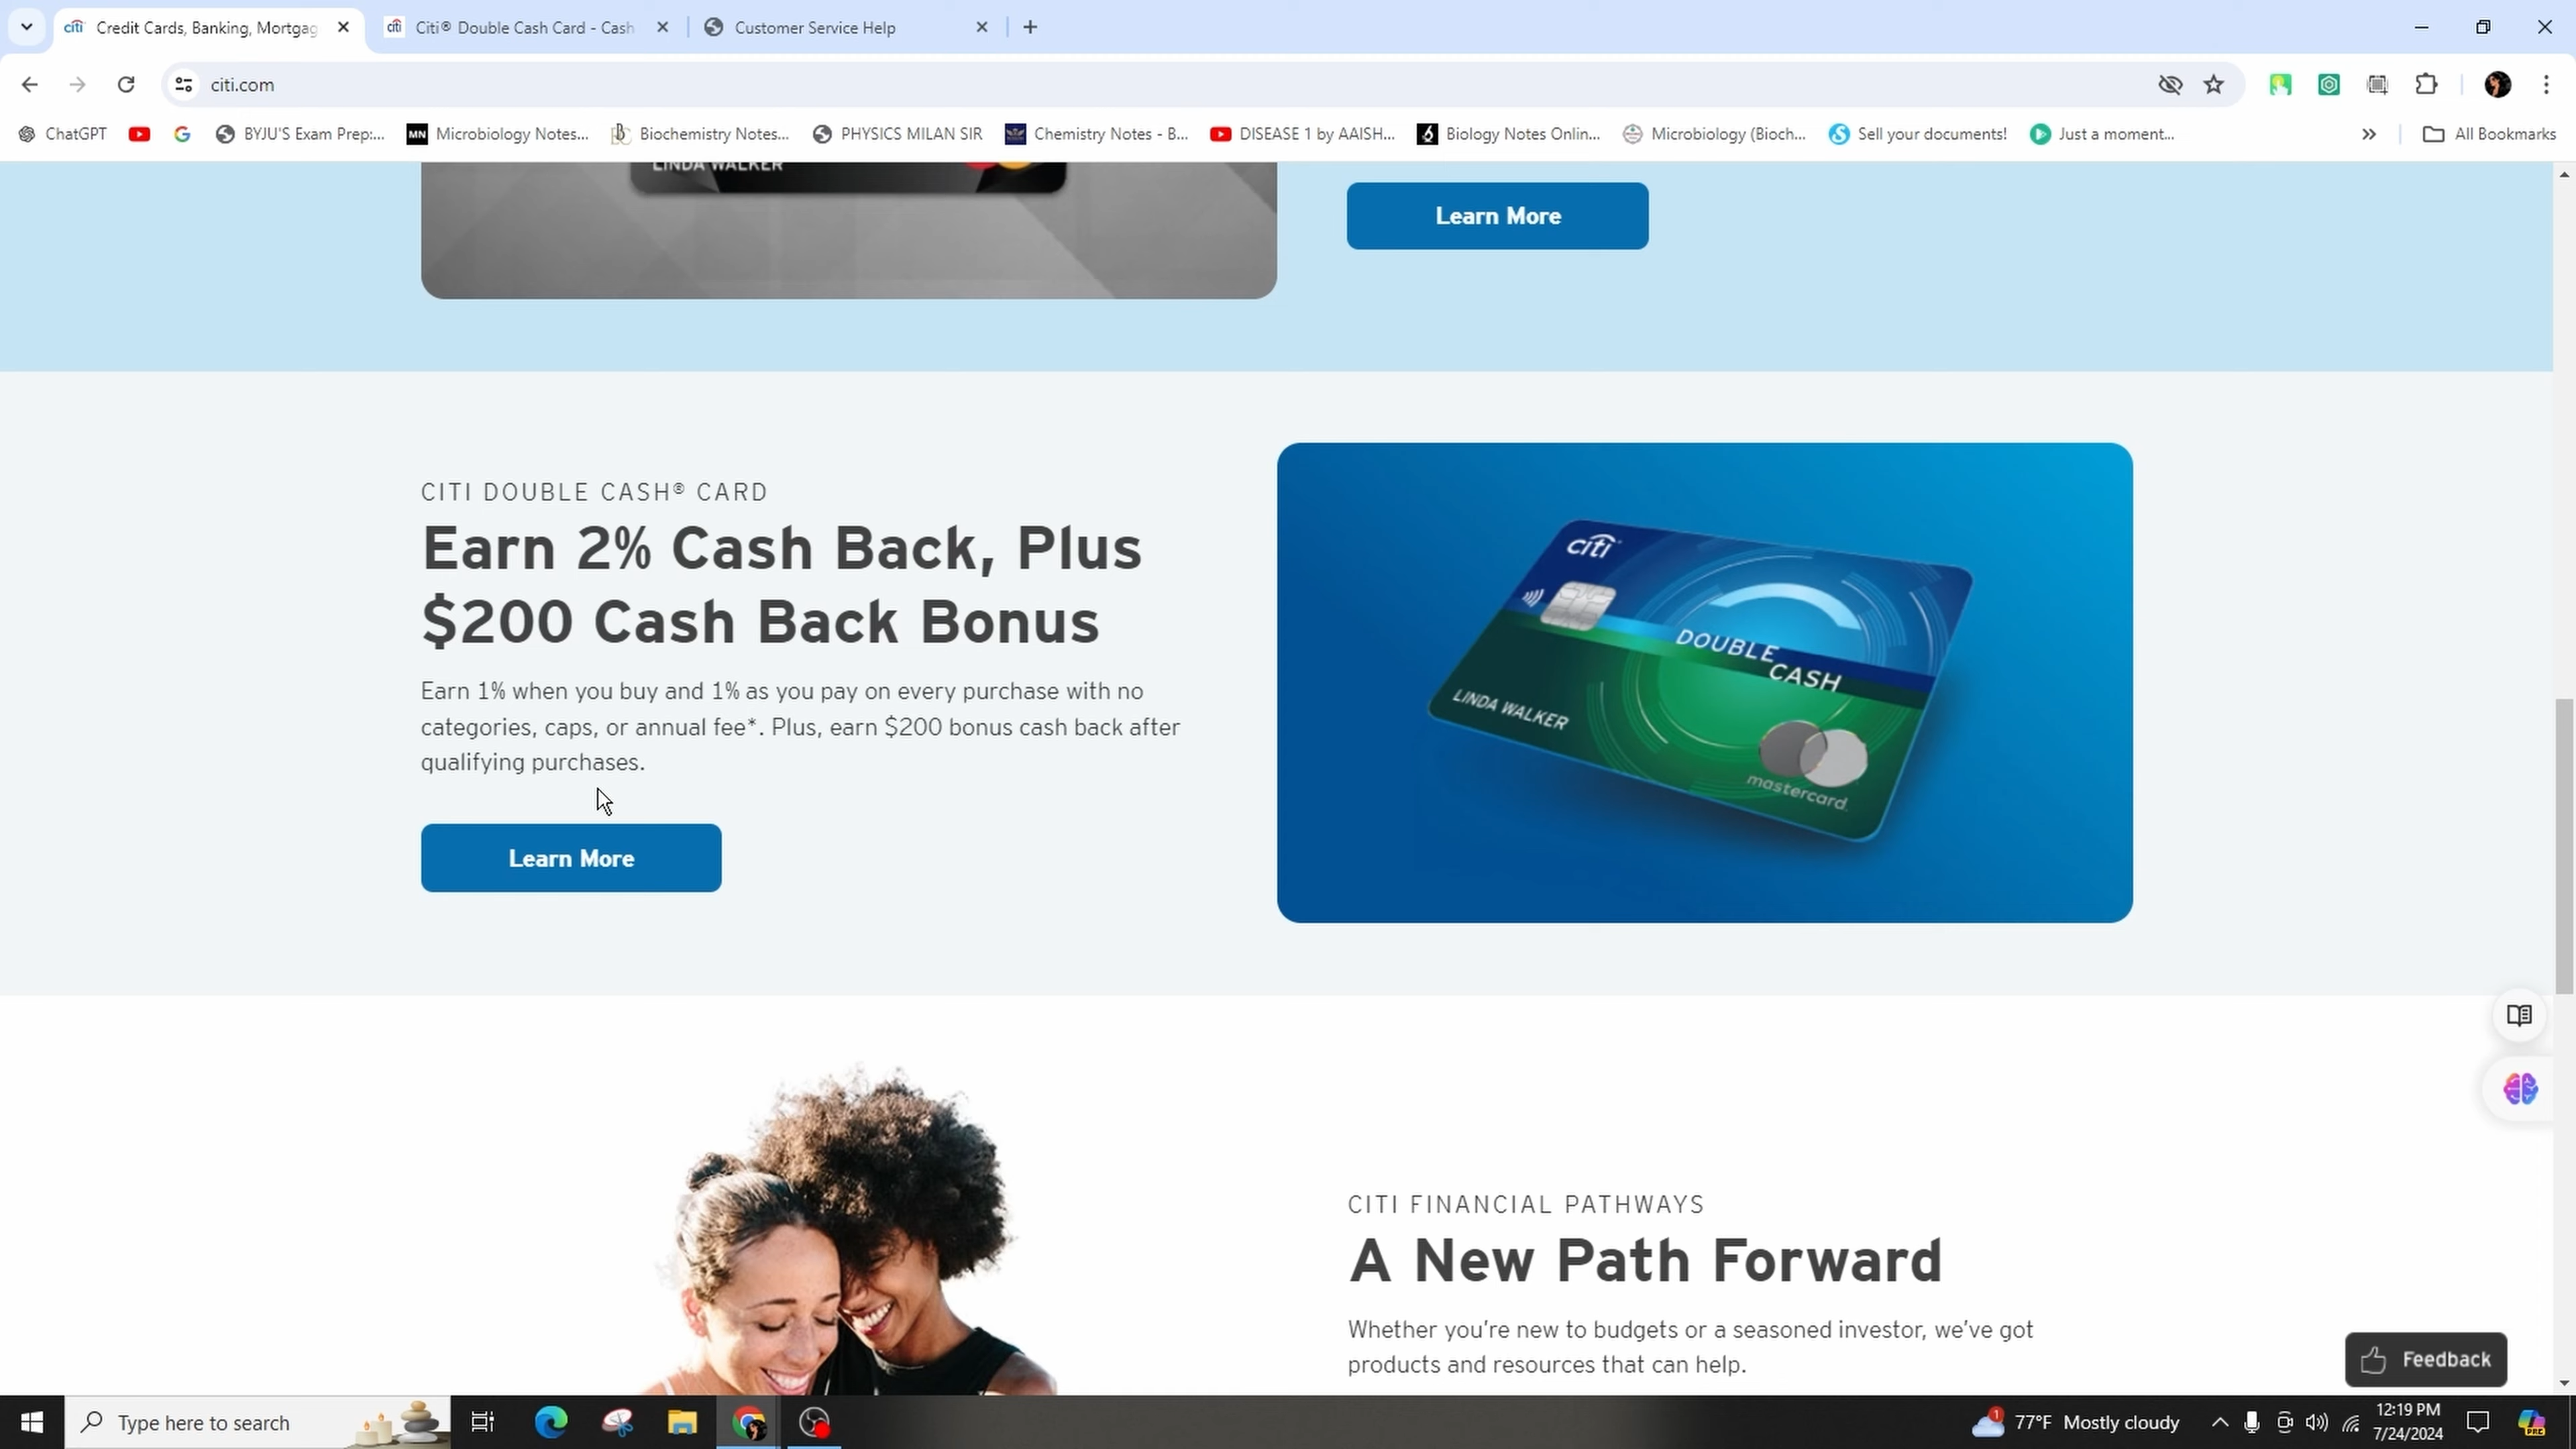 Credit Cards, Banking, Mortgag
Citi® Double Cash Card - Cash
Customer Service Help
citi.com
ChatGPT
BYJU'S Exam Prep:...
Microbiology Notes...
Biochemistry Notes...
PHYSICS MILAN SIR
Chemistry Notes - B...
DISEASE 1 by AAISH...
Biology Notes Onlin...
Microbiology (Bioch...
Sell your documents!
Just a moment...
All Bookmarks
LINDA WALKER
Learn More
CITI DOUBLE CASH® CARD
Earn 2% Cash Back, Plus
$200 Cash Back Bonus
Earn 1% when you buy and 1% as you pay on every purchase with no
categories, caps, or annual fee*. Plus, earn $200 bonus cash back after
qualifying purchases.
Learn More
citi
DOUBLE
CASH
LINDA WALKER
mastercard.
CITI FINANCIAL PATHWAYS
A New Path Forward
Whether you’re new to budgets or a seasoned investor, we’ve got
products and resources that can help.
Feedback
Type here to search
77°F Mostly cloudy
12:19 PM
7/24/2024